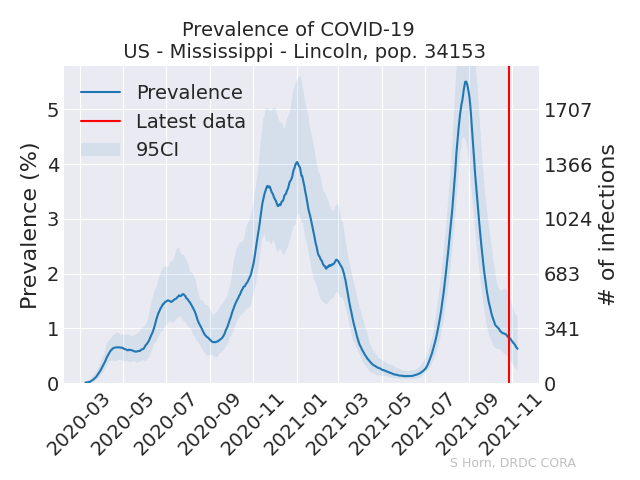 Prevalence of COVID-19
US - Mississippi - Lincoln, pop. 34153
Prevalence
Latest data
95CI
Prevalence (%)
5
4
3
2
1
0
1707
1366
1024
683
341
0
# of infections
2020-03
2020-05
2020-07
2020-09
2020-11
2021-01
2021-03
2021-05
2021-07
2021-09
2021-11
S Horn, DRDC CORA